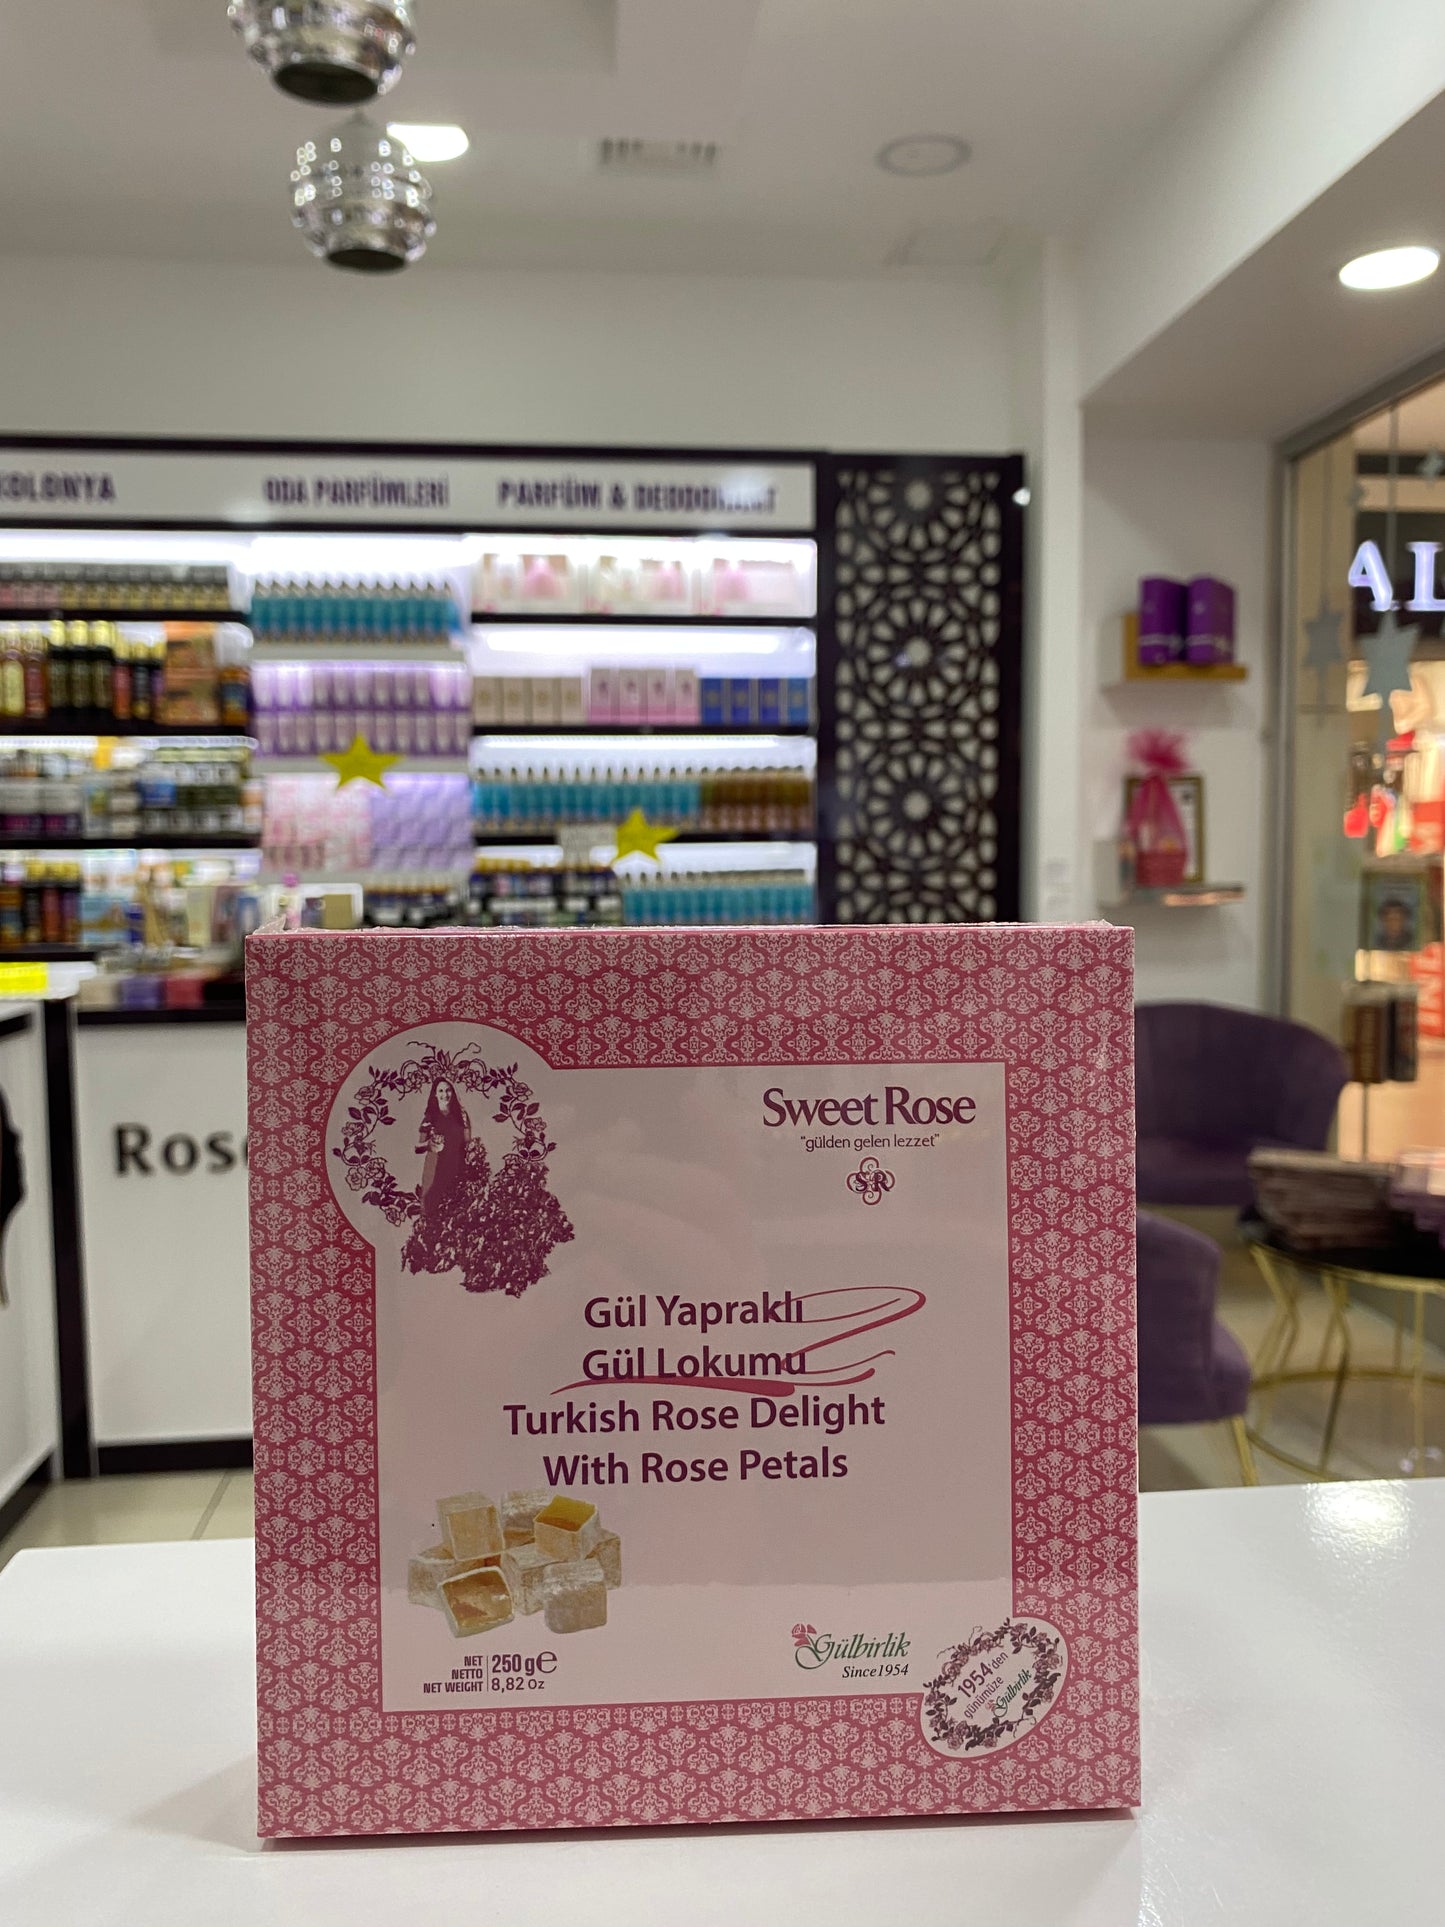 KOLONYA
ODA PARFÜMLERİ
PARFÜM & DEODORANT
AL
Ros
Sweet Rose
"gülden gelen lezzet"
SR
Gül Yapraklı
Gül Lokumu
Turkish Rose Delight
With Rose Petals
NET
NETTO
NET WEIGHT
250 g℮
8,82 oz
Gülbirlik
Since1954
1954'den
günümüze
Gülbirlik